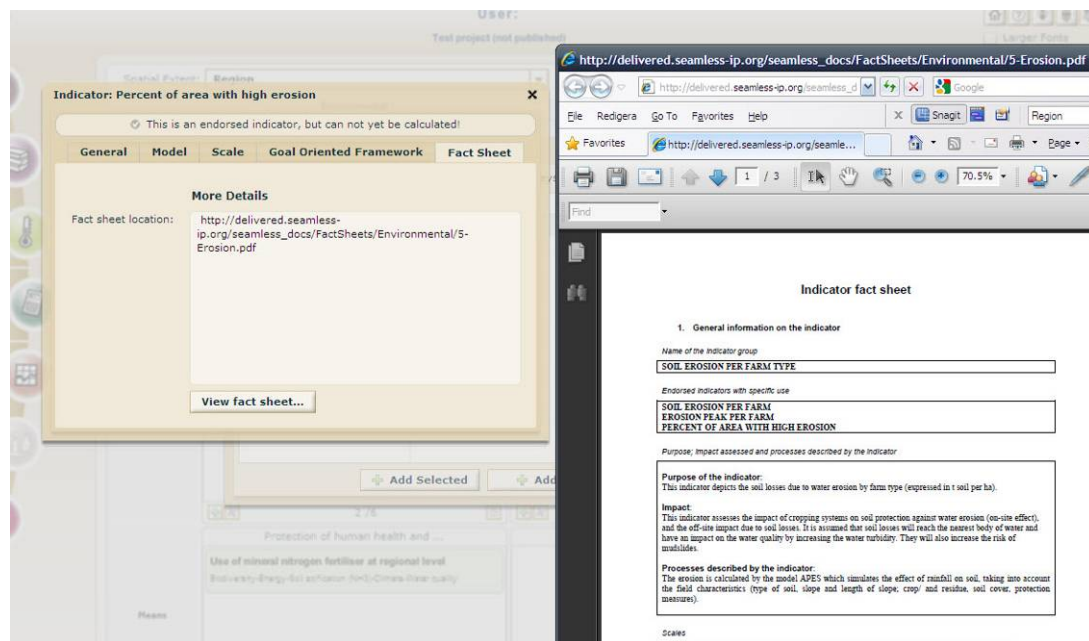 User:
Test project (not published)
Larger Fonts
Spatial Extent: Region
Indicator: Percent of area with high erosion
This is an endorsed indicator, but can not yet be calculated!
General Model Scale Goal Oriented Framework Fact Sheet
More Details
Fact sheet location:
http://delivered.seamless-
ip.org/seamless_docs/FactSheets/Environmental/5-
Erosion.pdf
View fact sheet...
Add Selected
Add
2 /6.
Protection of human health and ...
Use of mineral nitrogen fertiliser at regional level
Means
http://delivered.seamless-ip.org/seamless_docs/FactSheets/Environmental/5-Erosion.pdf
http://delivered.seamless-ip.org/seamless_d
Google
File Redigera Go To Favorites Help
x Snagit Region
Favorites http://delivered.seamless-ip.org/seamle...
Page
1 / 3 70.5%
Find
Indicator fact sheet
1. General information on the indicator
Name of the indicator group
SOIL EROSION PER FARM TYPE
Endorsed indicators with specific use
SOIL EROSION PER FARM
EROSION PEAK PER FARM
PERCENT OF AREA WITH HIGH EROSION
Purpose; impact assessed and processes described by the indicator
Purpose of the indicator:
This indicator depicts the soil losses due to water erosion by farm type (expressed in t soil per ha).
Impact:
This indicator assesses the impact of cropping systems on soil protection against water erosion (on-site effect),
and the off-site impact due to soil losses. It is assumed that soil losses will reach the nearest body of water and
have an impact on the water quality by increasing the water turbidity. They will also increase the risk of
mudslides.
Processes described by the indicator:
The erosion is calculated by the model APES which simulates the effect of rainfall on soil, taking into account
the field characteristics (type of soil, slope and length of slope; crop/ and residue, soil cover, protection
measures).
Scales